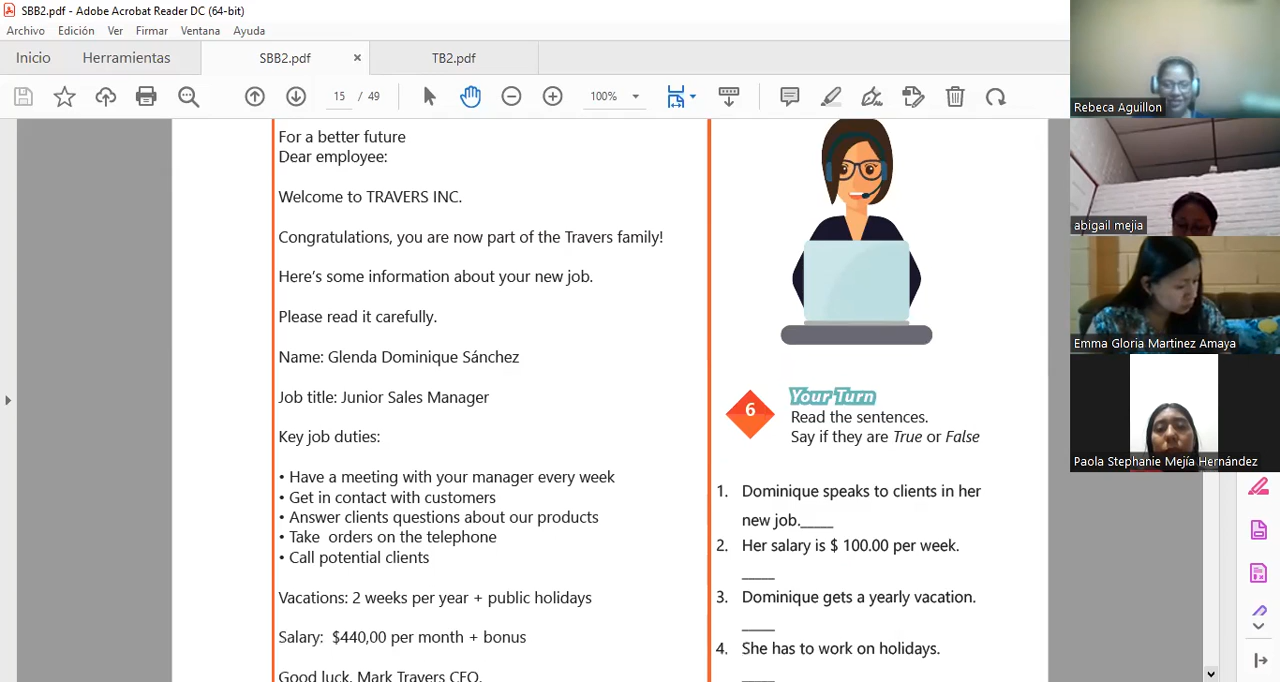 SBB2.pdf - Adobe Acrobat Reader DC (64-bit)
Archivo Edición Ver Firmar Ventana Ayuda
Inicio Herramientas SBB2.pdf × TB2.pdf
15 / 49 100%
For a better future
Dear employee:
Welcome to TRAVERS INC.
Congratulations, you are now part of the Travers family!
Here's some information about your new job.
Please read it carefully.
Name: Glenda Dominique Sánchez
Job title: Junior Sales Manager
Key job duties:
• Have a meeting with your manager every week
• Get in contact with customers
• Answer clients questions about our products
• Take orders on the telephone
• Call potential clients
Vacations: 2 weeks per year + public holidays
Salary: $440,00 per month + bonus
Good luck, Mark Travers CEO.
6 Your Turn
Read the sentences.
Say if they are True or False
1. Dominique speaks to clients in her
new job.____
2. Her salary is $ 100.00 per week.
____
3. Dominique gets a yearly vacation.
____
4. She has to work on holidays.
____
Rebeca Aguillon
abigail mejia
Emma Gloria Martinez Amaya
Paola Stephanie Mejía Hernández